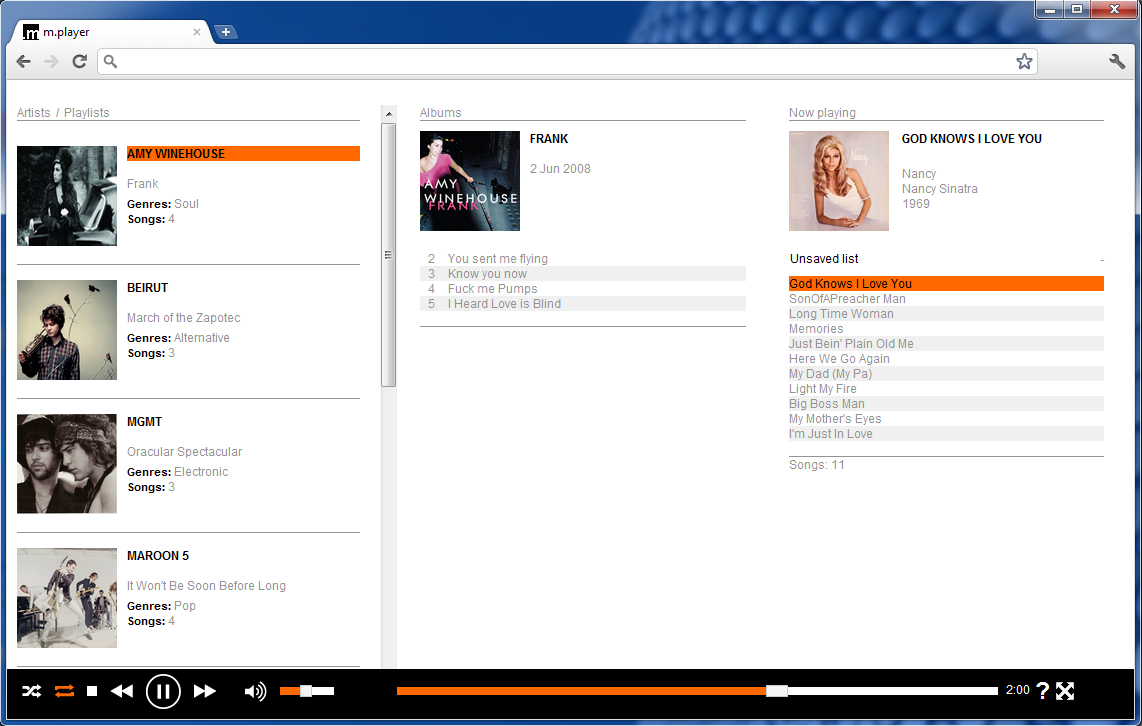 m.player
Artists / Playlists
AMY WINEHOUSE
Frank
Genres: Soul
Songs: 4
BEIRUT
March of the Zapotec
Genres: Alternative
Songs: 3
MGMT
Oracular Spectacular
Genres: Electronic
Songs: 3
MAROON 5
It Won't Be Soon Before Long
Genres: Pop
Songs: 4
Albums
AMY
WINEHOUSE
FRANK
FRANK
2 Jun 2008
2 You sent me flying
3 Know you now
4 Fuck me Pumps
5 I Heard Love is Blind
Now playing
Nancy
GOD KNOWS I LOVE YOU
Nancy
Nancy Sinatra
1969
Unsaved list -
God Knows I Love You
SonOfAPreacher Man
Long Time Woman
Memories
Just Bein' Plain Old Me
Here We Go Again
My Dad (My Pa)
Light My Fire
Big Boss Man
My Mother's Eyes
I'm Just In Love
Songs: 11
2:00 ?